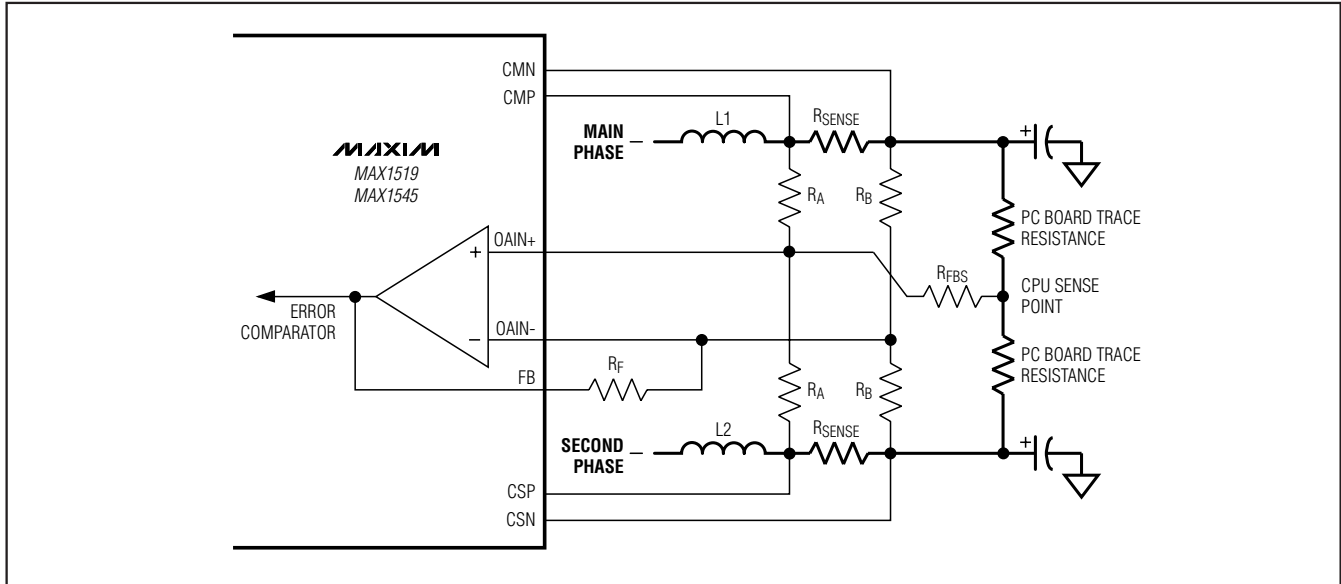 CMN
CMP
MAXIM
MAX1519
MAX1545
MAIN
PHASE
L1
RSENSE
+
RA
RB
PC BOARD TRACE
RESISTANCE
OAIN+
+
RFBS
CPU SENSE
POINT
ERROR
COMPARATOR
OAIN-
−
FB
RF
RA
RB
PC BOARD TRACE
RESISTANCE
SECOND
PHASE
L2
RSENSE
+
CSP
CSN